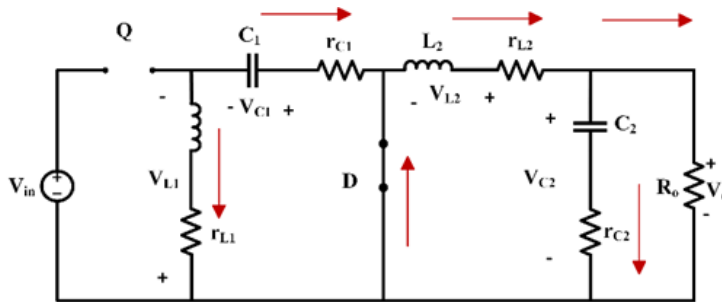 Q
C1
rC1
L2
rL2
- VC1 +
- VL2 +
-
+ C2
Vin
+
-
VL1
D
VC2
Ro
+
-
rL1
rC2
+
-